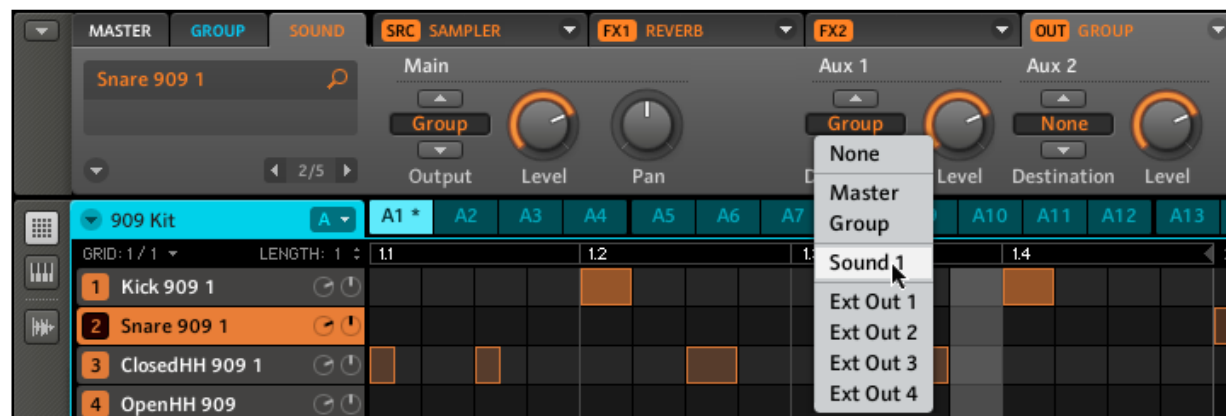 MASTER GROUP SOUND SRC SAMPLER FX1 REVERB FX2 OUT GROUP
Snare 909 1
Main Aux 1 Aux 2
Group Group None
2/5 Output Level Pan Level Destination Level
None
Master
Group
Sound 1
Ext Out 1
Ext Out 2
Ext Out 3
Ext Out 4
909 Kit A A1 * A2 A3 A4 A5 A6 A7 A10 A11 A12 A13
GRID: 1 / 1 LENGTH: 1 1.1 1.2 1.4
1 Kick 909 1
2 Snare 909 1
3 ClosedHH 909 1
4 OpenHH 909